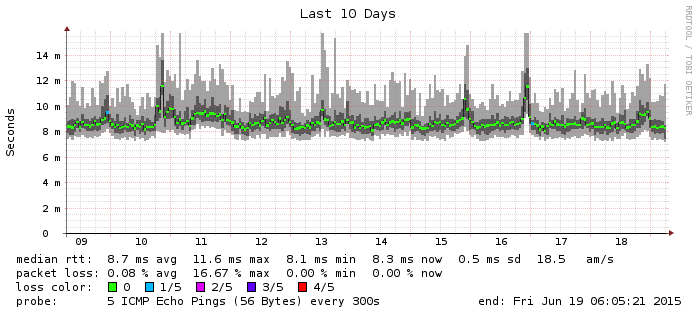 Last 10 Days
RRDTOOL / TOBI OETIKER
Seconds
14 m
12 m
10 m
8 m
6 m
4 m
2 m
0
09 10 11 12 13 14 15 16 17 18
median rtt: 8.7 ms avg 11.6 ms max 8.1 ms min 8.3 ms now 0.5 ms sd 18.5 am/s
packet loss: 0.08 % avg 16.67 % max 0.00 % min 0.00 % now
loss color: 0 1/5 2/5 3/5 4/5
probe: 5 ICMP Echo Pings (56 Bytes) every 300s end: Fri Jun 19 06:05:21 2015